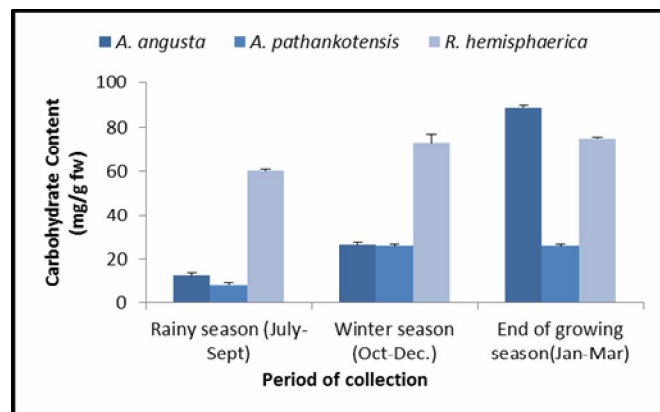 A. angusta A. pathankotensis R. hemisphaerica
Carbohydrate Content
(mg/g fw)
100
80
60
40
20
0
Rainy season (July-
Sept)
Winter season
(Oct-Dec.)
End of growing
season(Jan-Mar)
Period of collection